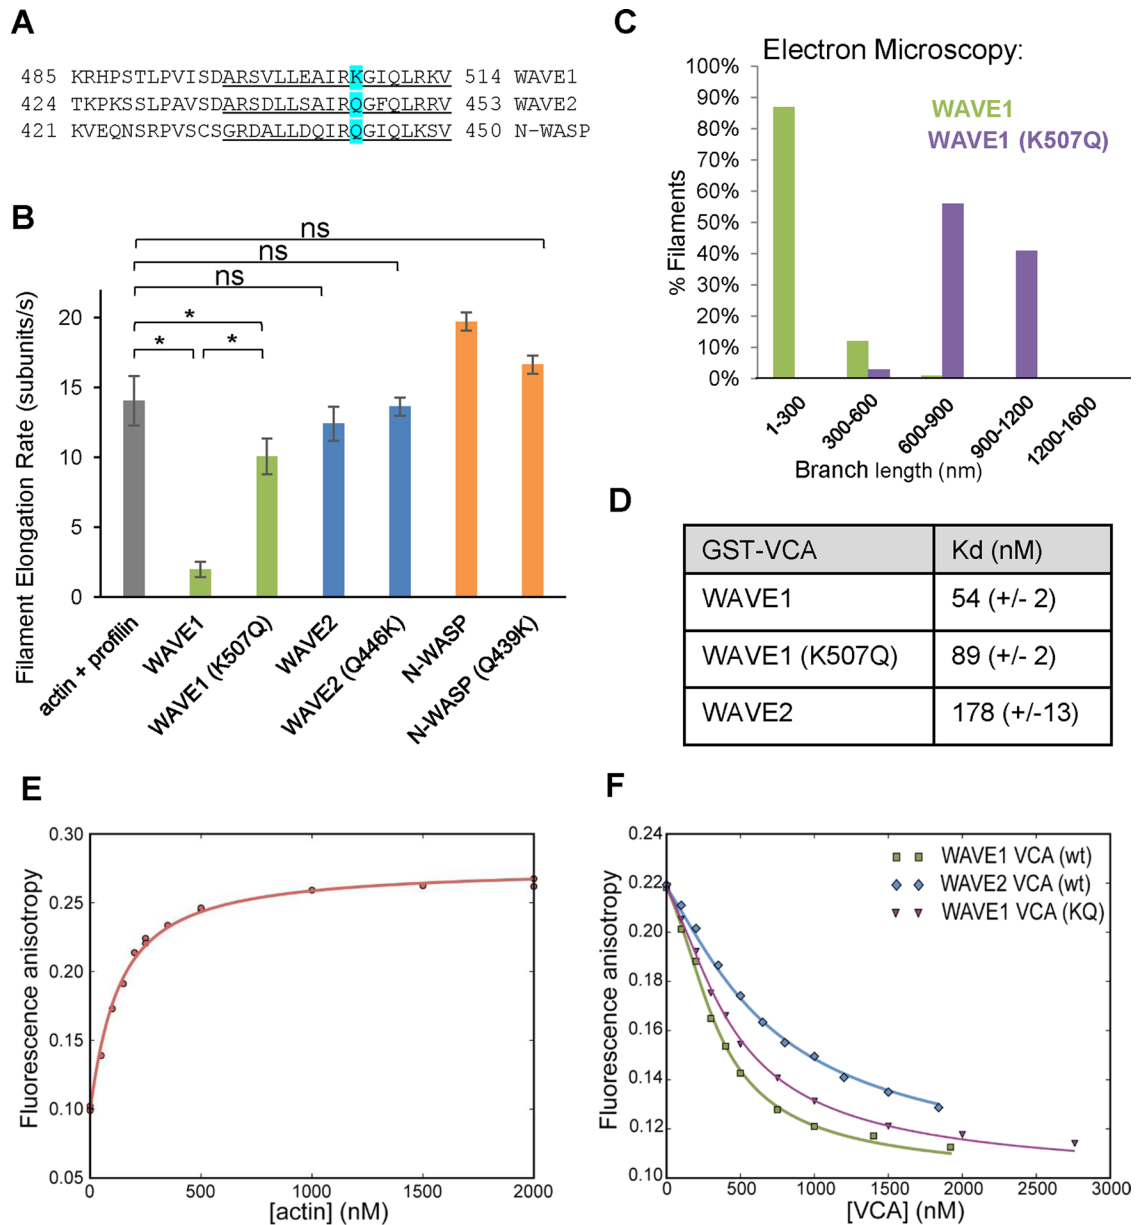 A
485 KRHPSTLPVISDARSVLLEAIRKGIQLRKV 514 WAVE1
424 TKPKSSLPAVSDARSDLLSAIRQGFQLRRV 453 WAVE2
421 KVEQNSRPVSCSGRDALLDQIRQGIQLKSV 450 N-WASP
B
ns
ns
ns
*
* *
Filament Elongation Rate (subunits/s)
20
15
10
5
0
actin + profilin
WAVE1
WAVE1 (K507Q)
WAVE2
WAVE2 (Q446K)
N-WASP
N-WASP (Q439K)
C
Electron Microscopy:
100%
90%
80%
70%
60%
50%
40%
30%
20%
10%
0%
% Filaments
WAVE1
WAVE1 (K507Q)
1-300
300-600
600-900
900-1200
1200-1600
Branch length (nm)
D
GST-VCA Kd (nM)
WAVE1 54 (+/- 2)
WAVE1 (K507Q) 89 (+/- 2)
WAVE2 178 (+/-13)
E
Fluorescence anisotropy
0.30
0.25
0.20
0.15
0.10
0.05
0 500 1000 1500 2000
[actin] (nM)
F
Fluorescence anisotropy
0.24
0.22
0.20
0.18
0.16
0.14
0.12
0.10
WAVE1 VCA (wt)
WAVE2 VCA (wt)
WAVE1 VCA (KQ)
0 500 1000 1500 2000 2500 3000
[VCA] (nM)